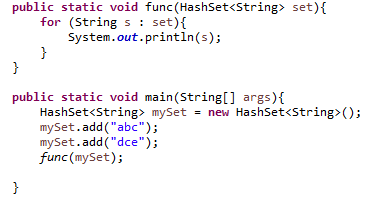 public static void func(HashSet<String> set){
    for (String s : set){
        System.out.println(s);
    }
}
public static void main(String[] args){
    HashSet<String> mySet = new HashSet<String>();
    mySet.add("abc");
    mySet.add("dce");
    func(mySet);
}